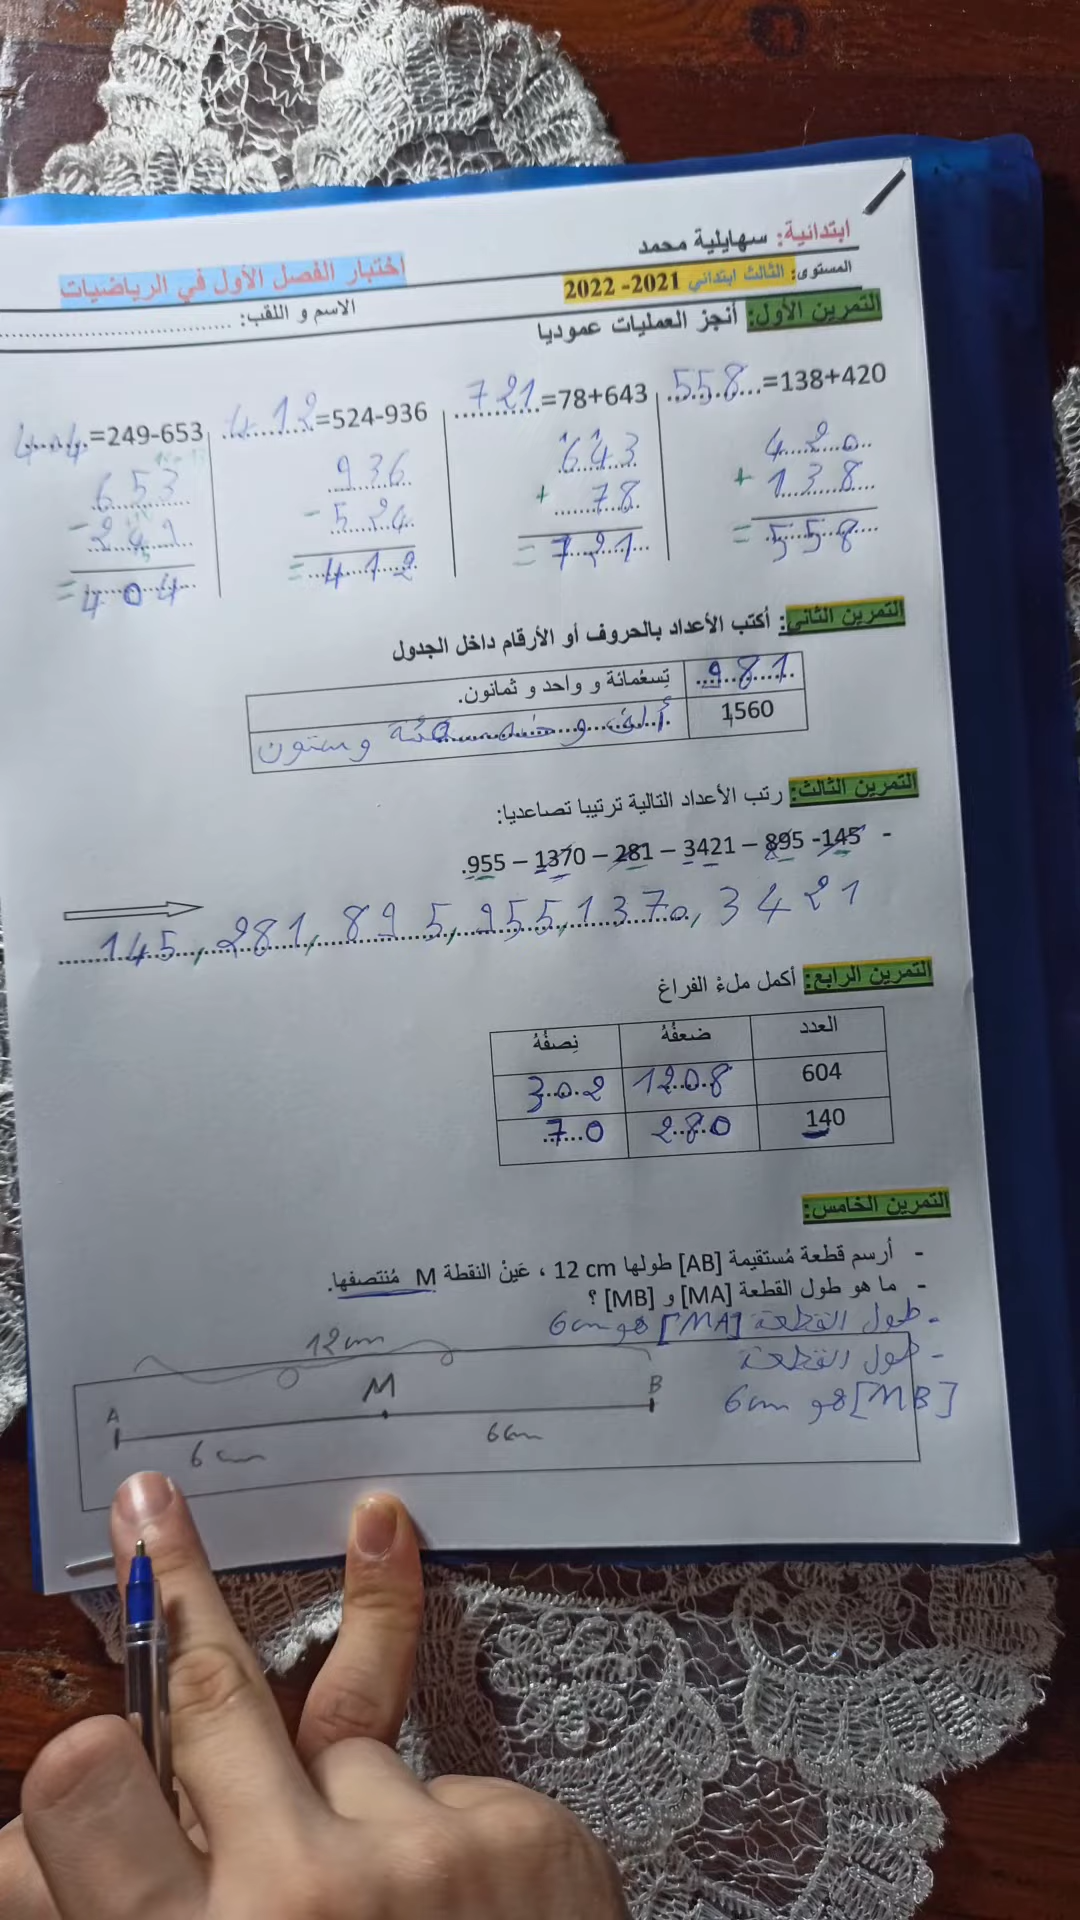 ابتدائية: سهايلية محمد
المستوى: الثالث ابتدائي 2021- 2022
اختبار الفصل الأول في الرياضيات
الاسم و اللقب: ..............................
التمرين الأول: أنجز العمليات عموديا
558=138+420
721=78+643
412=524-936
404=249-653
420
+ 138
= 558
643
+ 78
= 721
936
- 524
= 412
653
- 249
= 404
التمرين الثاني: أكتب الأعداد بالحروف أو الأرقام داخل الجدول
981 تِسعُمائة و واحد و ثمانون.
1560 ألف و خمسمائة وستون
التمرين الثالث: رتب الأعداد التالية ترتيبا تصاعديا:
- 145- 895 – 3421 – 281 – 1370 – 955.
145, 281, 895, 955, 1370, 3421
التمرين الرابع: أكمل ملءْ الفراغ
العدد ضعفُهُ نِصفُهُ
604 1208 302
140 280 70
التمرين الخامس:
- أرسم قطعة مُستقيمة [AB] طولها 12 cm ، عَينْ النقطة M مُنتصفها.
- ما هو طول القطعة [MA] و [MB] ؟
- طول القطعة [MA] هو 6cm
- طول القطعة
[MB] هو 6cm
12cm
A M B
6cm 6cm